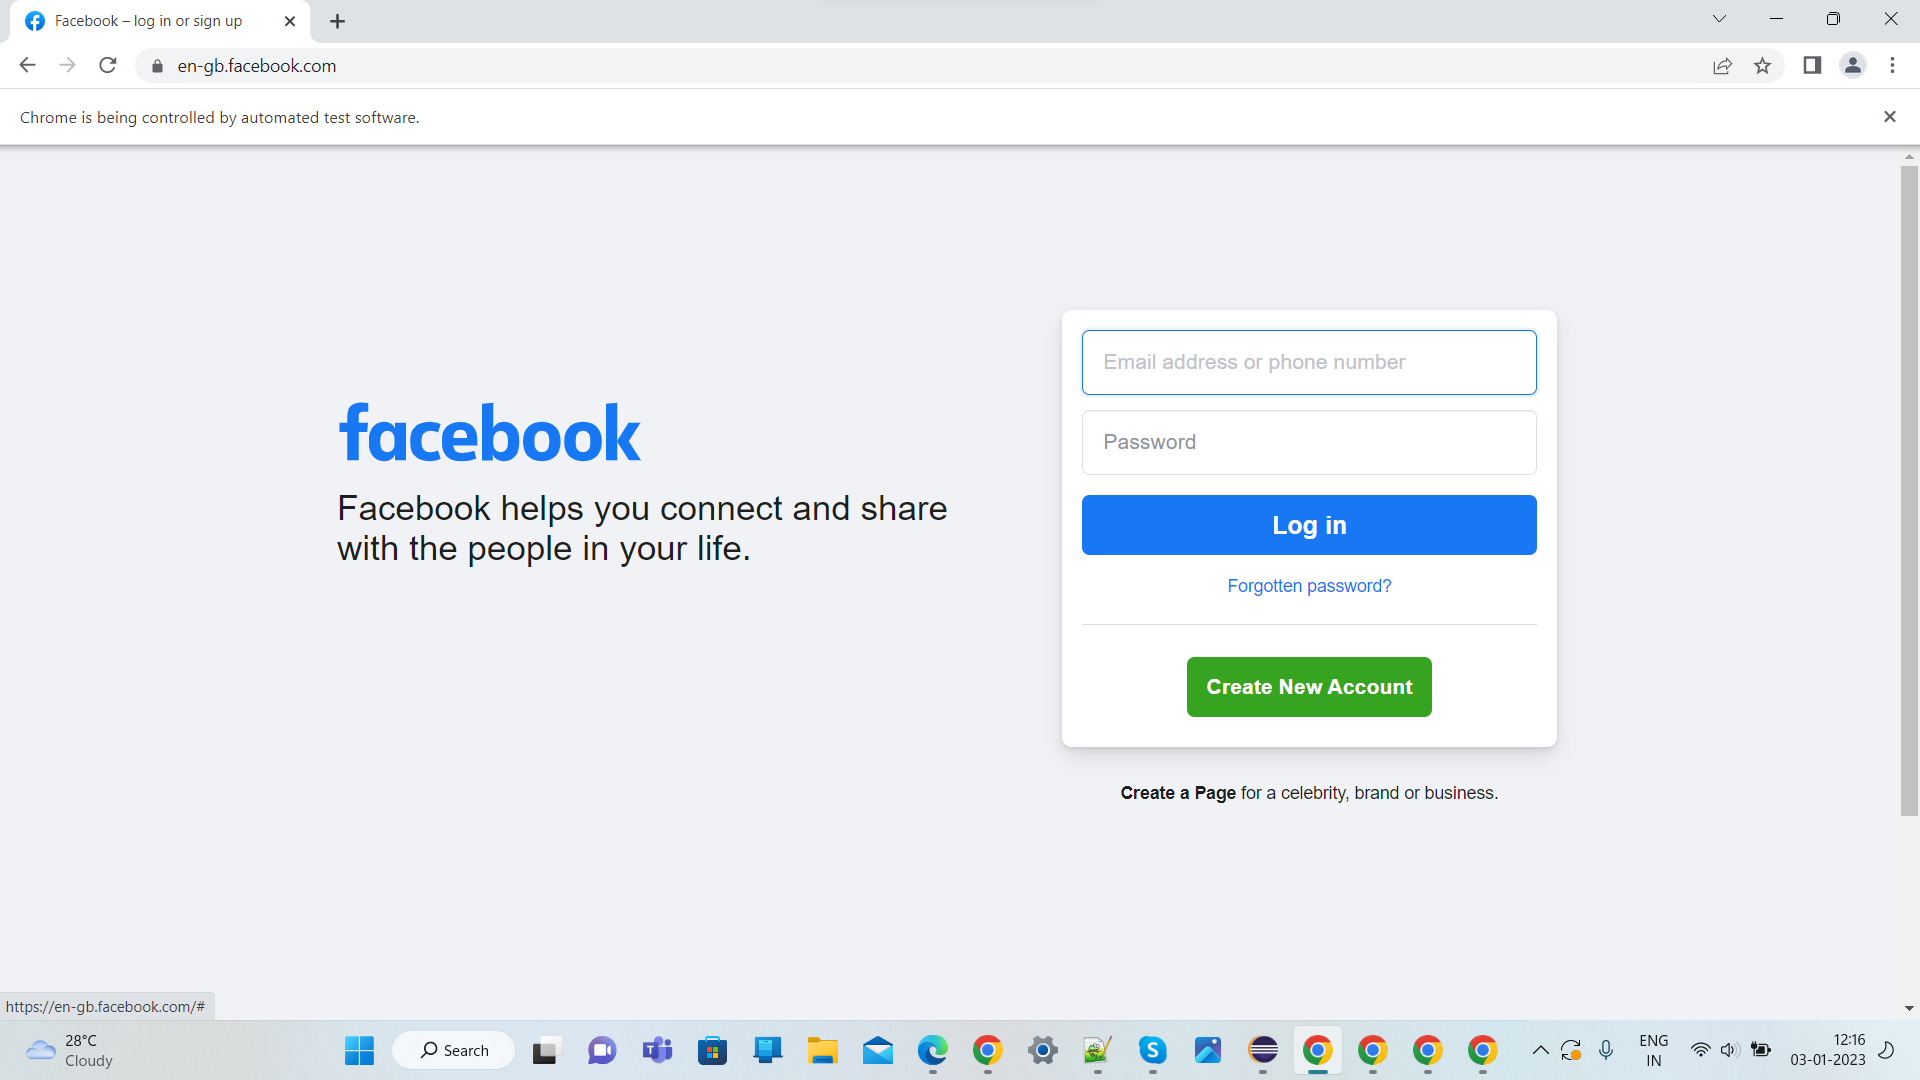 Facebook – log in or sign up
en-gb.facebook.com
Chrome is being controlled by automated test software.
facebook
Facebook helps you connect and share
with the people in your life.
Email address or phone number
Password
Log in
Forgotten password?
Create New Account
Create a Page for a celebrity, brand or business.
https://en-gb.facebook.com/#
28°C
Cloudy
Search
ENG
IN
12:16
03-01-2023